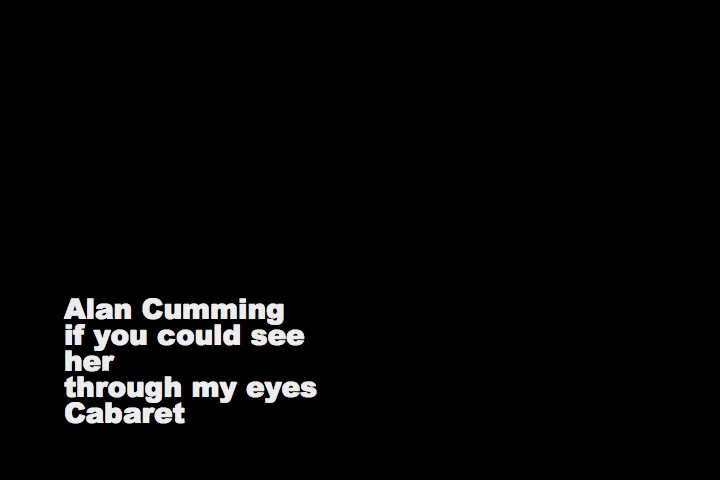 Alan Cumming
if you could see
her
through my eyes
Cabaret